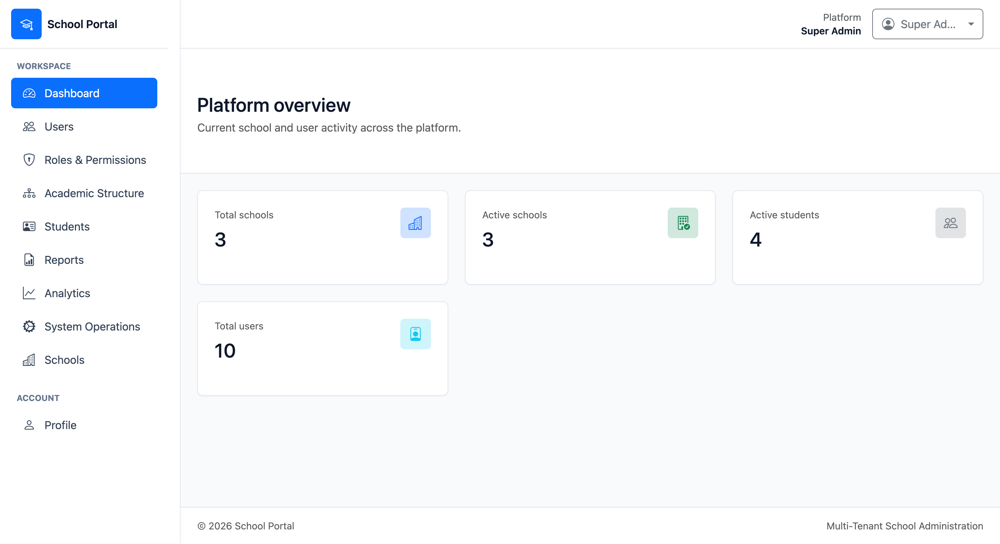 School Portal
Platform
Super Admin
Super Ad...
WORKSPACE
Dashboard
Users
Roles & Permissions
Academic Structure
Students
Reports
Analytics
System Operations
Schools
ACCOUNT
Profile
Platform overview
Current school and user activity across the platform.
Total schools
3
Active schools
3
Active students
4
Total users
10
© 2026 School Portal
Multi-Tenant School Administration